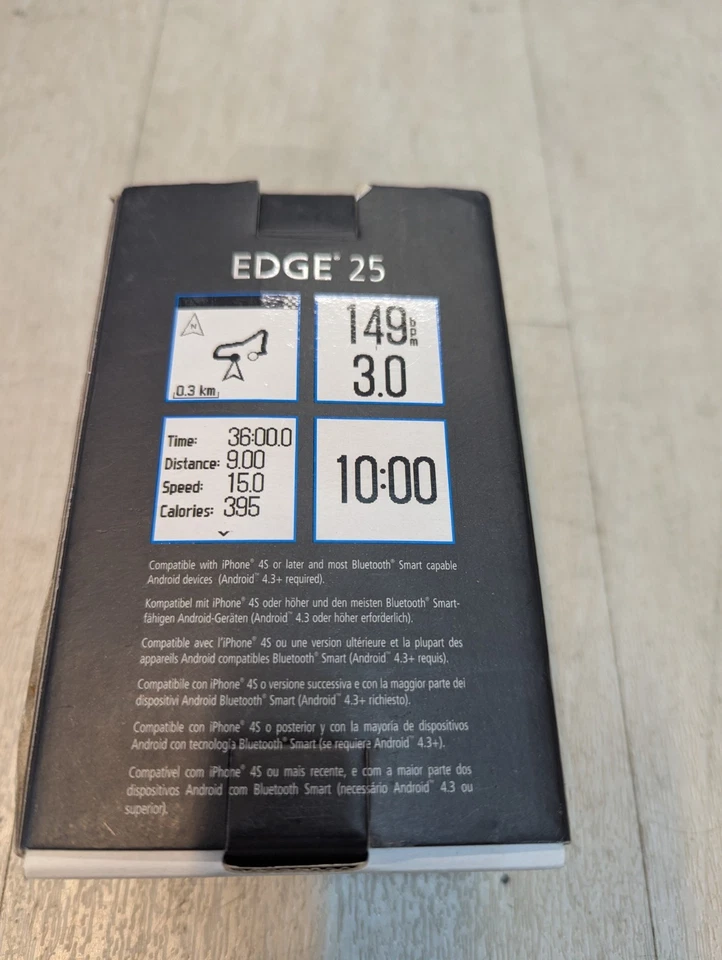 EDGE® 25
N
0.3 km
149 bpm
3.0
Time: 36:00.0
Distance: 9.00
Speed: 15.0
Calories: 395
10:00
Compatible with iPhone® 4S or later and most Bluetooth® Smart capable
Android devices (Android™ 4.3+ required).
Kompatibel mit iPhone® 4S oder höher und den meisten Bluetooth® Smart-
fähigen Android-Geräten (Android™ 4.3 oder höher erforderlich).
Compatible avec l'iPhone® 4S ou une version ultérieure et la plupart des
appareils Android compatibles Bluetooth® Smart (Android™ 4.3+ requis).
Compatibile con iPhone® 4S o versione successiva e con la maggior parte dei
dispositivi Android Bluetooth® Smart (Android™ 4.3+ richiesto).
Compatible con iPhone® 4S o posterior y con la mayoría de dispositivos
Android con tecnología Bluetooth® Smart (se requiere Android™ 4.3+).
Compatível com iPhone® 4S ou mais recente, e com a maior parte dos
dispositivos Android com Bluetooth Smart (necessário Android™ 4.3 ou
superior).